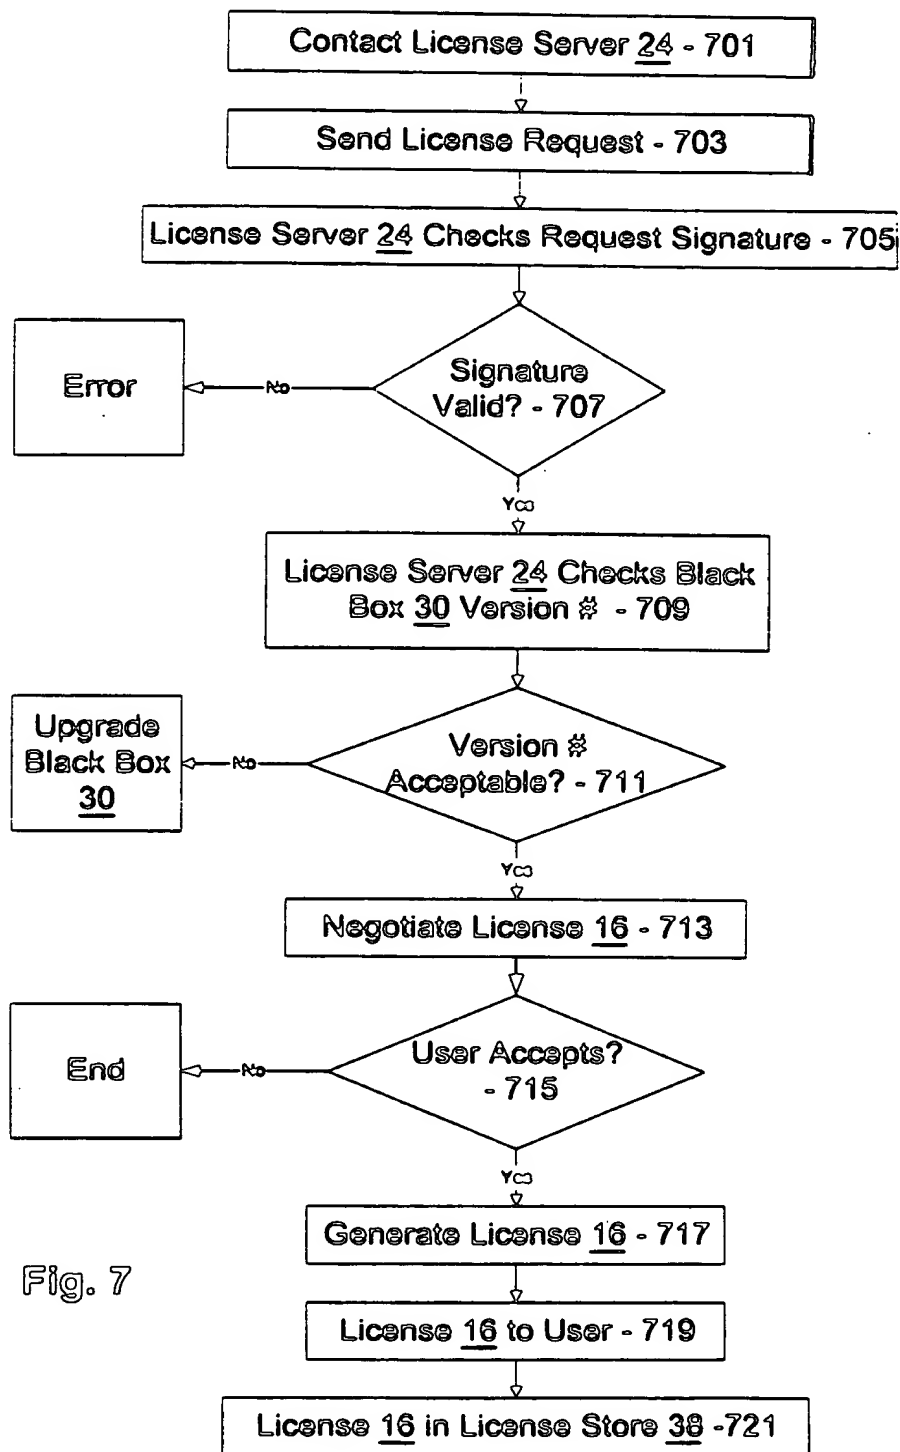 Contact License Server 24 - 701
Send License Request - 703
License Server 24 Checks Request Signature - 705
Signature
Valid? - 707
No
Error
Yes
License Server 24 Checks Black
Box 30 Version # - 709
Version #
Acceptable? - 711
No
Upgrade
Black Box
30
Yes
Negotiate License 16 - 713
User Accepts?
- 715
No
End
Yes
Generate License 16 - 717
License 16 to User - 719
License 16 in License Store 38 -721
Fig. 7